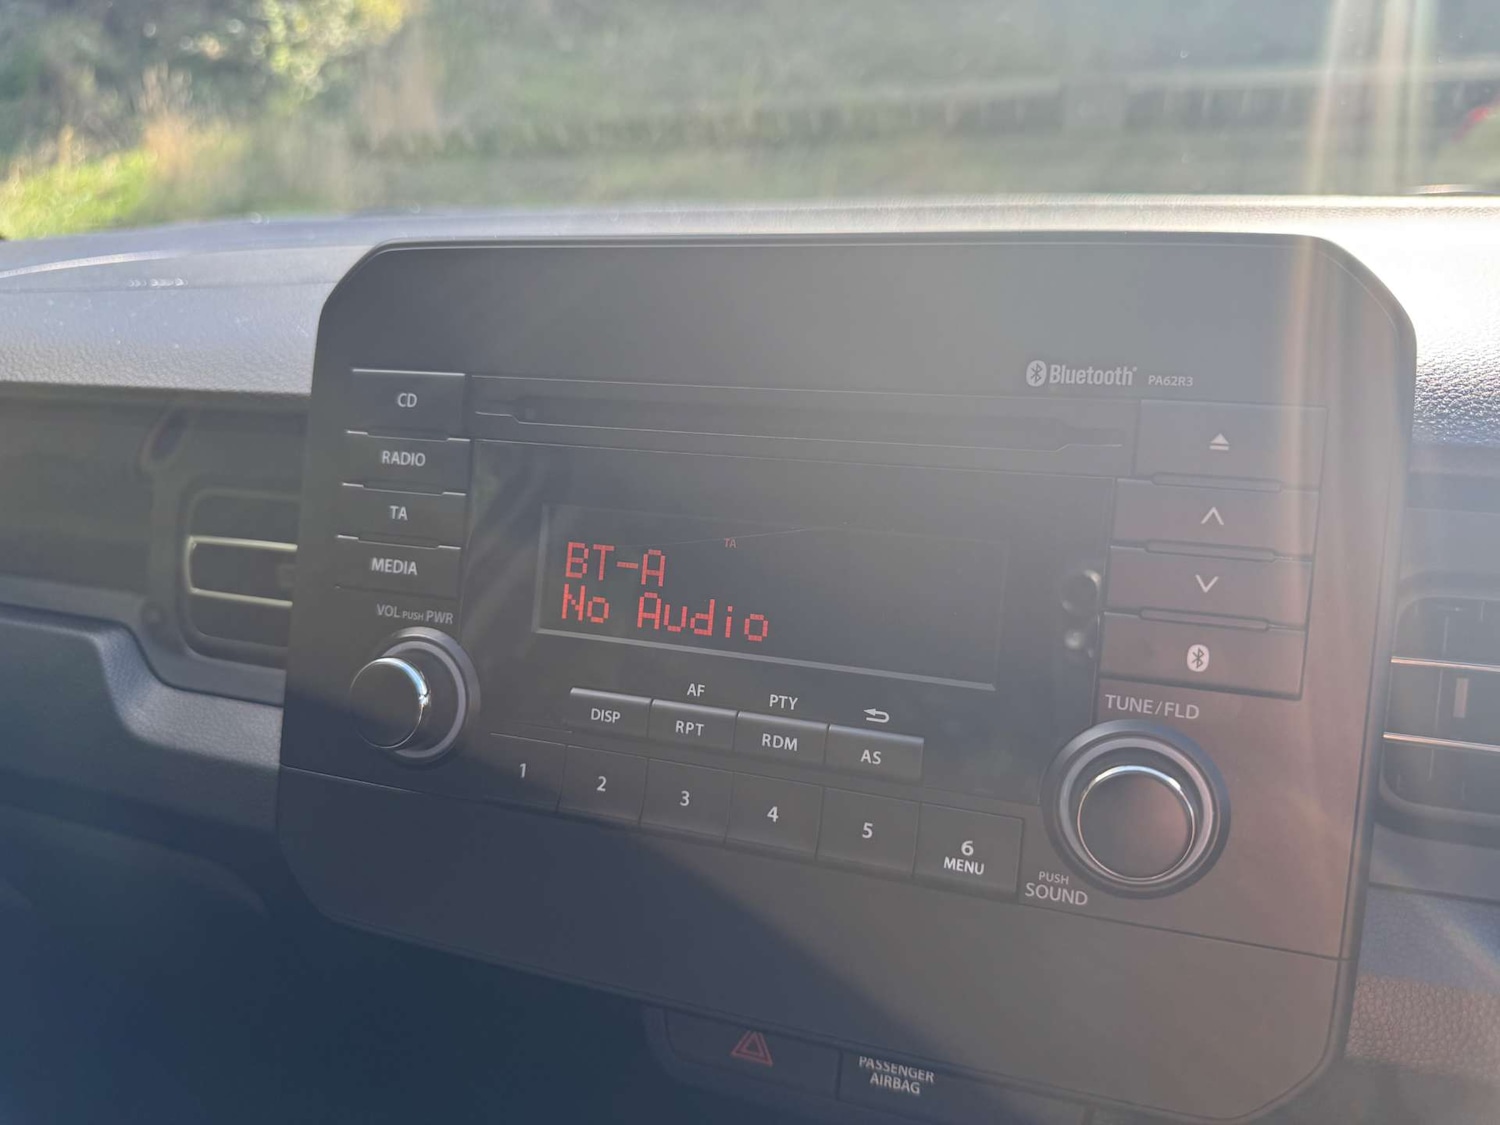 Bluetooth® PA62R3
CD
RADIO
TA
MEDIA
VOL PUSH PWR
TA
BT-A
No Audio
AF
PTY
DISP
RPT
RDM
AS
1
2
3
4
5
6
MENU
TUNE/FLD
PUSH
SOUND
PASSENGER
AIRBAG